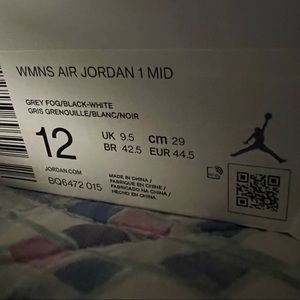 WMNS AIR JORDAN 1 MID
GREY FOG/BLACK-WHITE
GRIS GRENOUILLE/BLANC/NOIR
12
UK 9.5 cm 29
BR 42.5 EUR 44.5
JORDAN.COM
BQ6472 015
MADE IN CHINA /
FABRIQUE EN CHINE /
FABRICADO EN CHINA /
HECHO EN CHINA